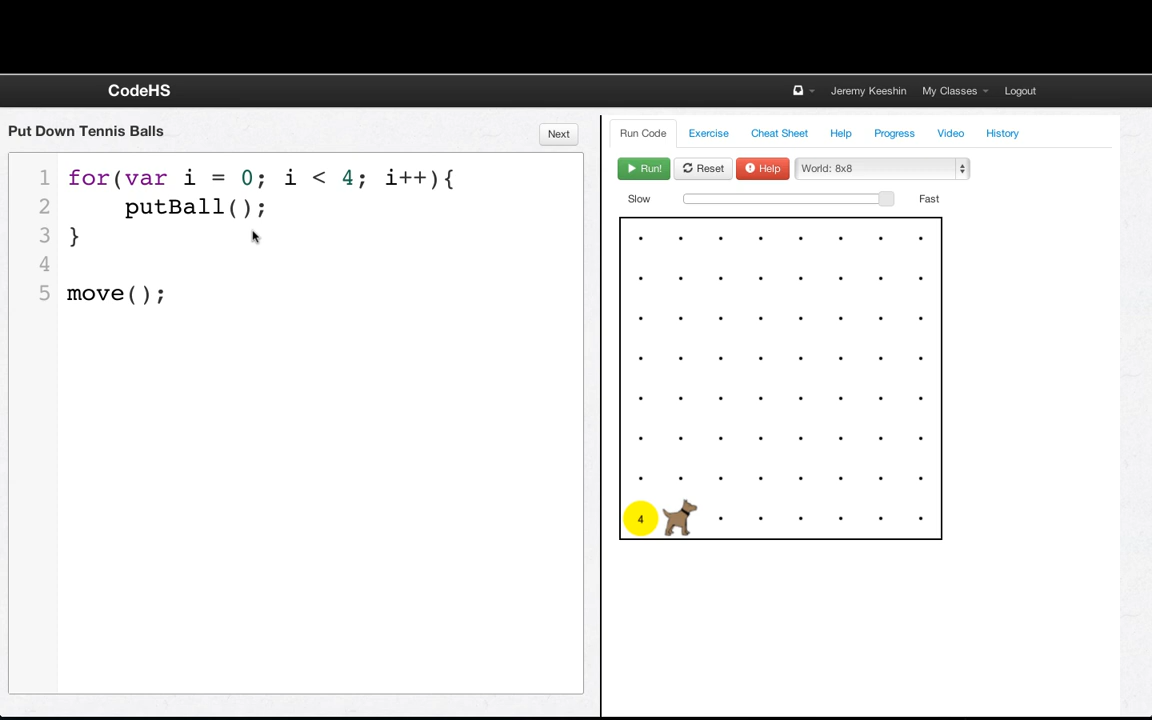 CodeHS
Jeremy Keeshin My Classes Logout
Put Down Tennis Balls
Next
1 for(var i = 0; i < 4; i++){
2     putBall();
3 }
4
5 move();
Run Code Exercise Cheat Sheet Help Progress Video History
Run! Reset Help World: 8x8
Slow Fast
4